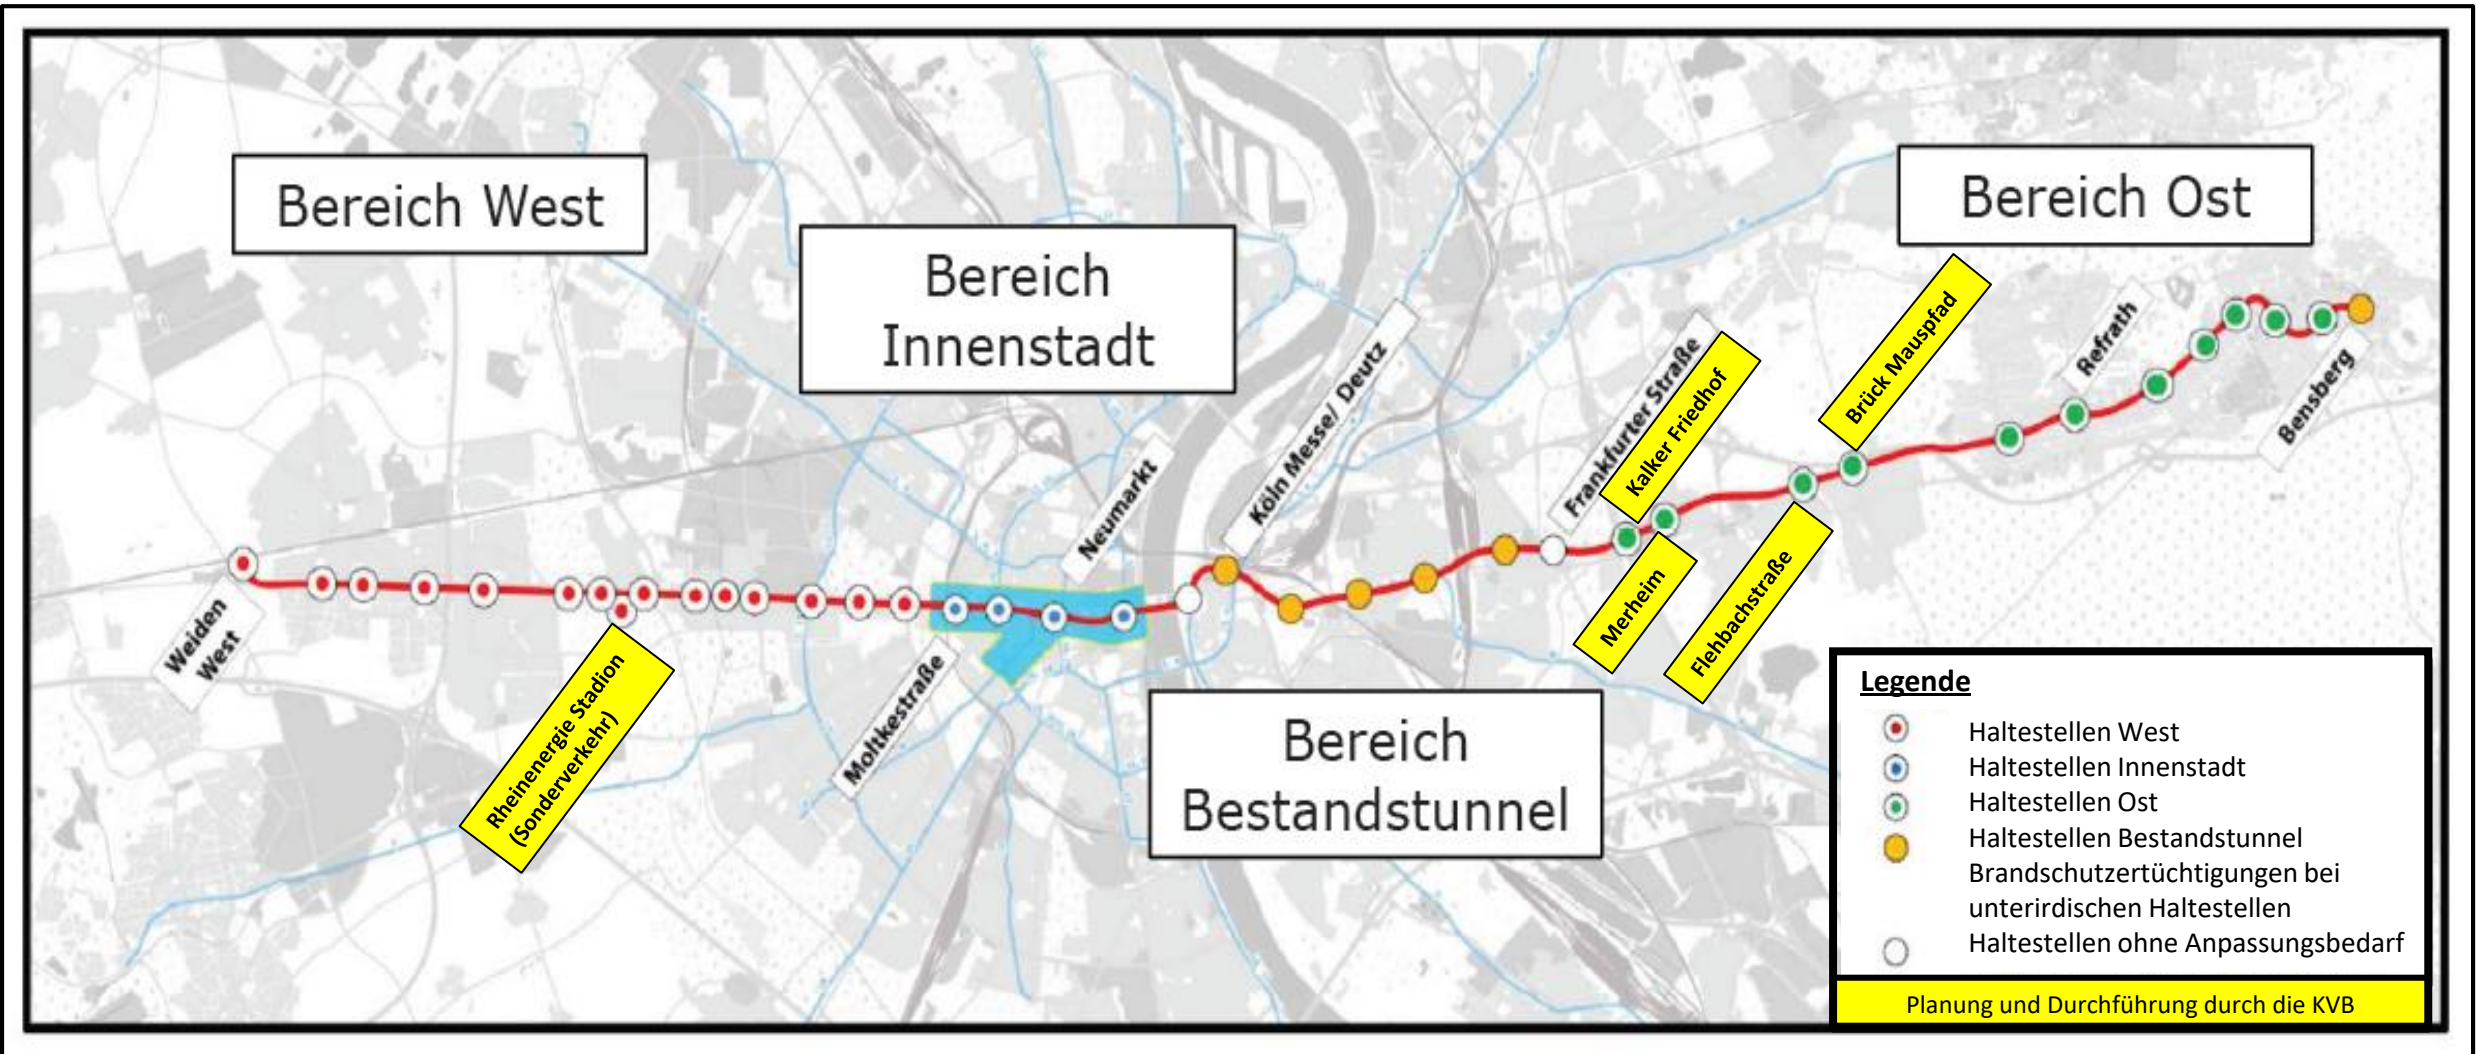 Bereich West
Bereich
Innenstadt
Bereich Ost
Weiden
West
Rheinenergie Stadion
(Sonderverkehr)
Moltkestraße
Neumarkt
Köln Messe/ Deutz
Frankfurter Straße
Kalker Friedhof
Merheim
Flehbachstraße
Brück Mauspfad
Refrath
Bensberg
Bereich
Bestandstunnel
Legende
Haltestellen West
Haltestellen Innenstadt
Haltestellen Ost
Haltestellen Bestandstunnel
Brandschutzertüchtigungen bei
unterirdischen Haltestellen
Haltestellen ohne Anpassungsbedarf
Planung und Durchführung durch die KVB